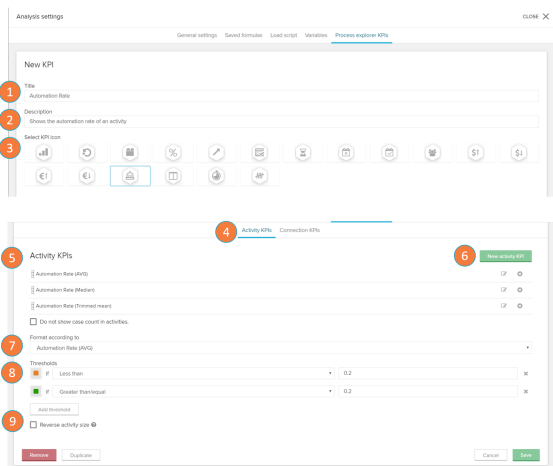 Analysis settings CLOSE
General settings Saved formulas Load script Variables Process explorer KPIs
New KPI
1
Title
Automation Rate
2
Description
Shows the automation rate of an activity
3
Select KPI icon
% $↑ $↓
€↑ €↓
4
Activity KPIs Connection KPIs
5
Activity KPIs
6
New activity KPI
Automation Rate (AVG)
Automation Rate (Median)
Automation Rate (Trimmed mean)
Do not show case count in activities.
7
Format according to
Automation Rate (AVG)
8
Thresholds
if Less than 0.2
if Greater than/equal 0.2
Add threshold
9
Reverse activity size
Remove Duplicate Cancel Save